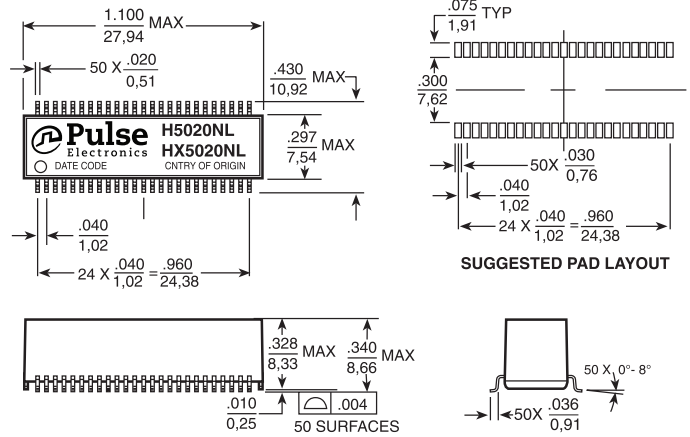 1.100 MAX
27,94
50 X .020
0,51
.430 MAX
10,92
Pulse
Electronics
H5020NL
HX5020NL
DATE CODE
CNTRY OF ORIGIN
.297 MAX
7,54
.040
1,02
24 X .040 = .960
1,02 24,38
.075 TYP
1,91
.300
7,62
50X .030
0,76
.040
1,02
24 X .040 = .960
1,02 24,38
SUGGESTED PAD LAYOUT
.328 MAX
8,33
.340 MAX
8,66
.010
0,25
.004
50 SURFACES
50 X, 0°- 8°
50X .036
0,91